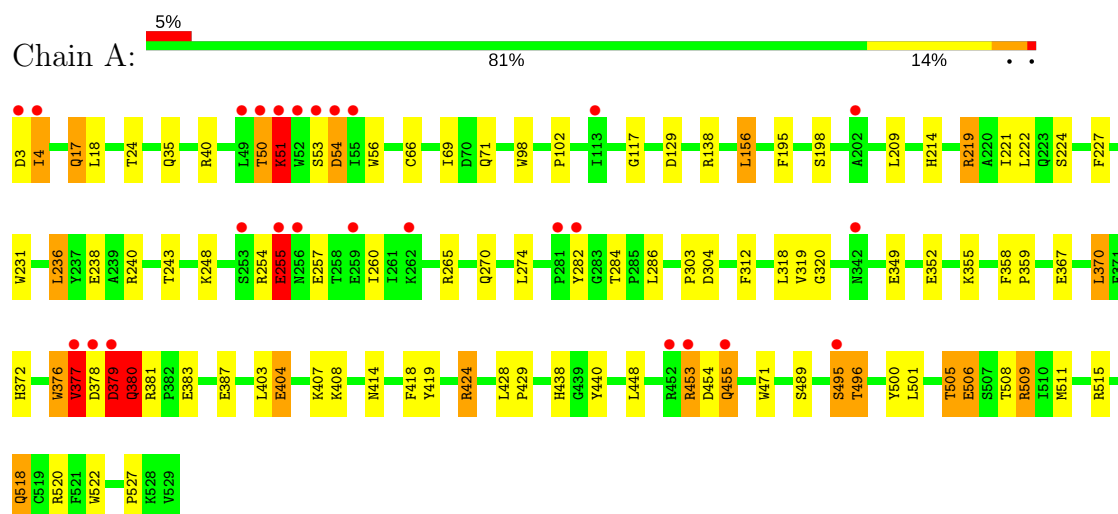 5%
Chain A:
81% 14% • •
D3 I4 Q17 L18 T24 Q35 R40 L49 T50 K51 W52 S53 D54 I55 W56 C66 I69 D70 Q71 W98 P102 I113 G117 D129 R138 L156 F195 S198 A202 L209 H214 R219 A220 I221 L222 Q223 S224 F227
W231 L236 Y237 E238 A239 R240 T243 K248 S253 R254 E255 N256 E257 T258 E259 I260 I261 K262 R265 Q270 L274 P281 Y282 G283 T284 P285 L286 P303 D304 F312 L318 V319 G320 N342 E349 E352 K355 F358 P359 E367 L370 E371
H372 W376 V377 D378 D379 Q380 R381 P382 E383 E387 L403 E404 K407 K408 N414 F418 Y419 R424 L428 P429 H438 G439 Y440 L448 R452 R453 D454 Q455 W471 S489 S495 T496 Y500 L501 T505 E506 S507 T508 R509 I510 M511 R515
Q518 C519 R520 F521 W522 P527 K528 V529